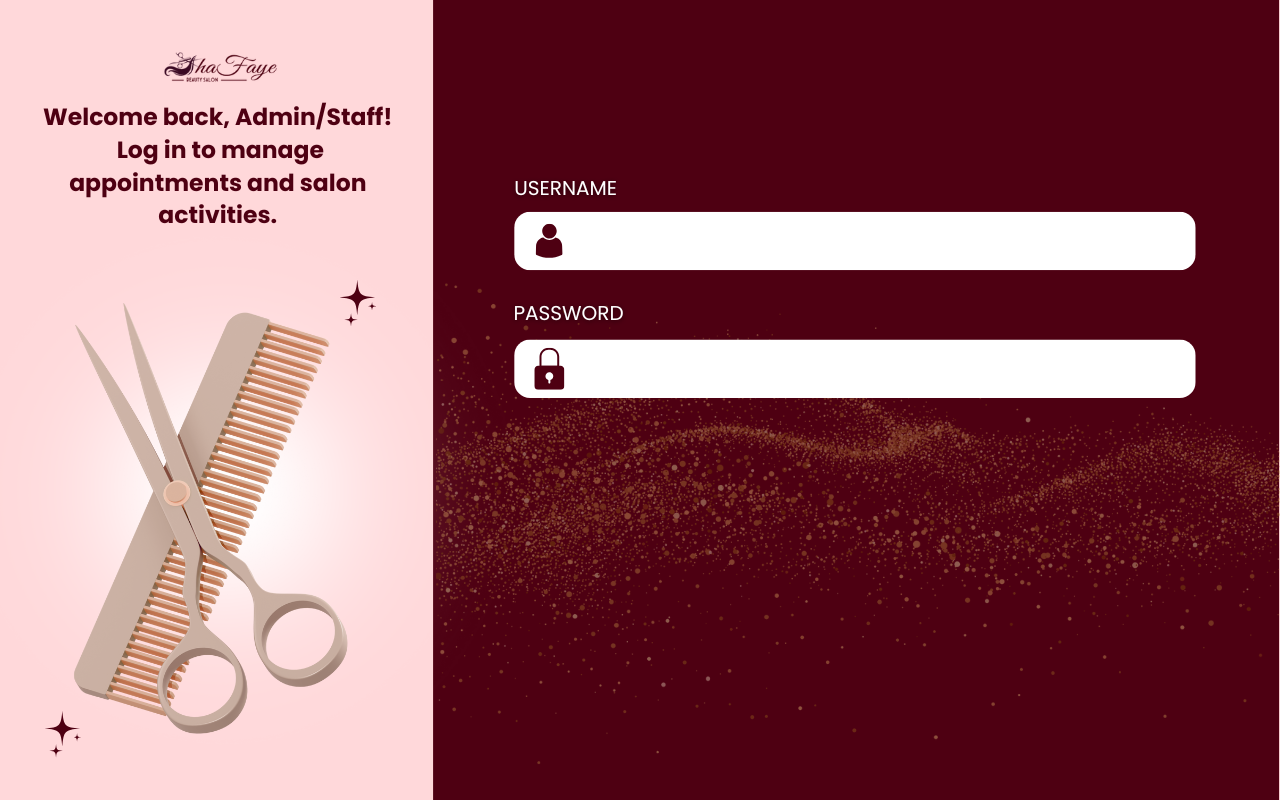 ShaFaye
BEAUTY SALON
Welcome back, Admin/Staff!
Log in to manage
appointments and salon
activities.
USERNAME
PASSWORD